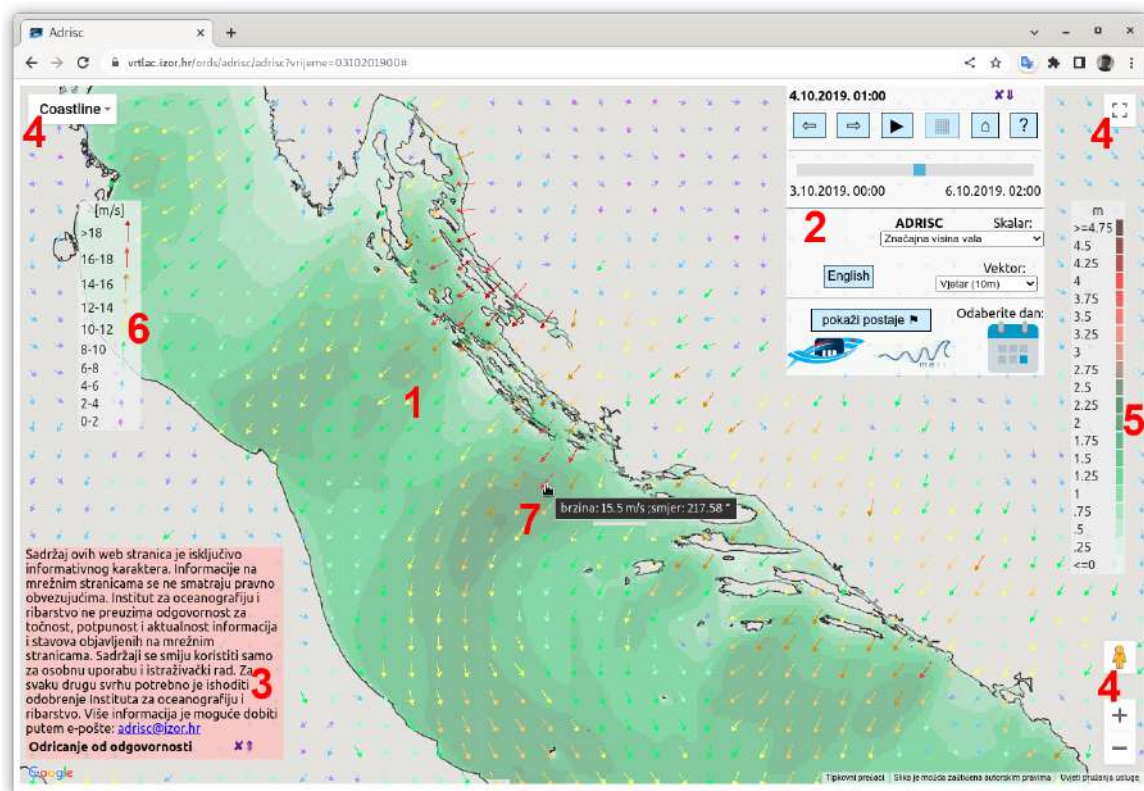 Adrisc
vrtlac.izor.hr/ords/adrisc/adrisc?vrijeme=0310201900#
Coastline
4
[m/s]
>18
16-18
14-16
12-14
10-12
8-10
6-8
4-6
2-4
0-2
6
1
4.10.2019. 01:00
?
3.10.2019. 00:00 6.10.2019. 02:00
2
ADRISC Skalar:
Značajna visina vala
Vektor:
English Vjetar (10m)
pokaži postaje Odaberite dan:
4
m
>=4.75
4.5
4.25
4
3.75
3.5
3.25
3
2.75
2.5
2.25
2
1.75
1.5
1.25
1
.75
.5
.25
<=0
5
7
brzina: 15.5 m/s ;smjer: 217.58 °
Sadržaj ovih web stranica je isključivo
informativnog karaktera. Informacije na
mrežnim stranicama se ne smatraju pravno
obvezujućima. Institut za oceanografiju i
ribarstvo ne preuzima odgovornost za
točnost, potpunost i aktualnost informacija
i stavova objavljenih na mrežnim
stranicama. Sadržaji se smiju koristiti samo
za osobnu uporabu i istraživački rad. Za
svaku drugu svrhu potrebno je ishoditi
odobrenje Instituta za oceanografiju i
ribarstvo. Više informacija je moguće dobiti
putem e-pošte: adrisc@izor.hr
Odricanje od odgovornosti
3
4
Google
Tipkovni prečaci Slika je možda zaštićena autorskim pravima Uvjeti pružanja usluge